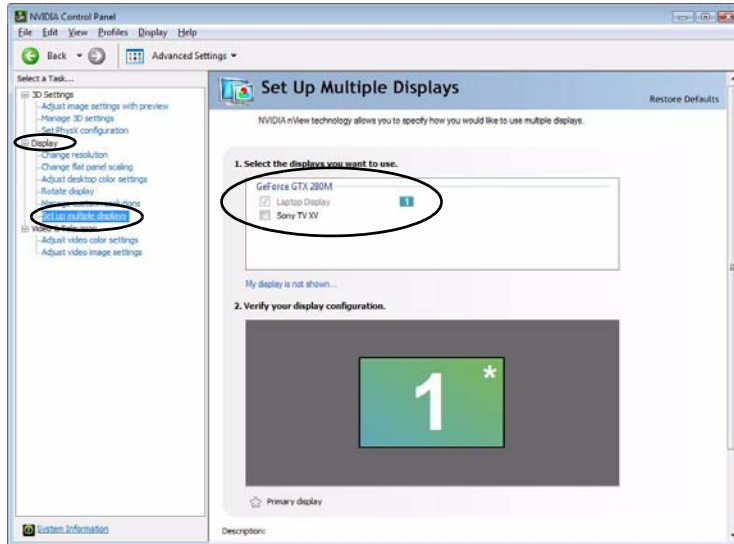 NVIDIA Control Panel
File Edit View Profiles Display Help
Back Advanced Settings
Select a Task...
3D Settings
Adjust image settings with preview
Manage 3D settings
Set PhysX configuration
Display
Change resolution
Change flat panel scaling
Adjust desktop color settings
Rotate display
Manage custom resolutions
Set up multiple displays
Video & Television
Adjust video color settings
Adjust video image settings
System Information
Set Up Multiple Displays
Restore Defaults
NVIDIA nView technology allows you to specify how you would like to use multiple displays.
1. Select the displays you want to use.
GeForce GTX 280M
Laptop Display 1
Sony TV XV
My display is not shown...
2. Verify your display configuration.
1 *
Primary display
Description: